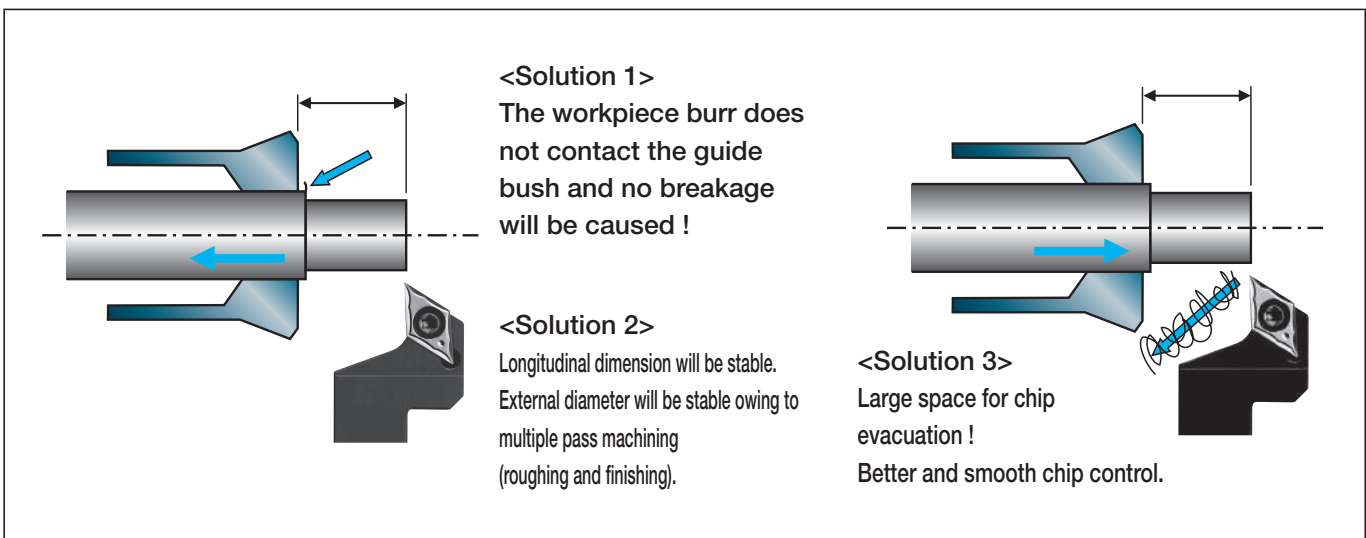 <Solution 1>
The workpiece burr does
not contact the guide
bush and no breakage
will be caused !
<Solution 2>
Longitudinal dimension will be stable.
External diameter will be stable owing to
multiple pass machining
(roughing and finishing).
<Solution 3>
Large space for chip
evacuation !
Better and smooth chip control.